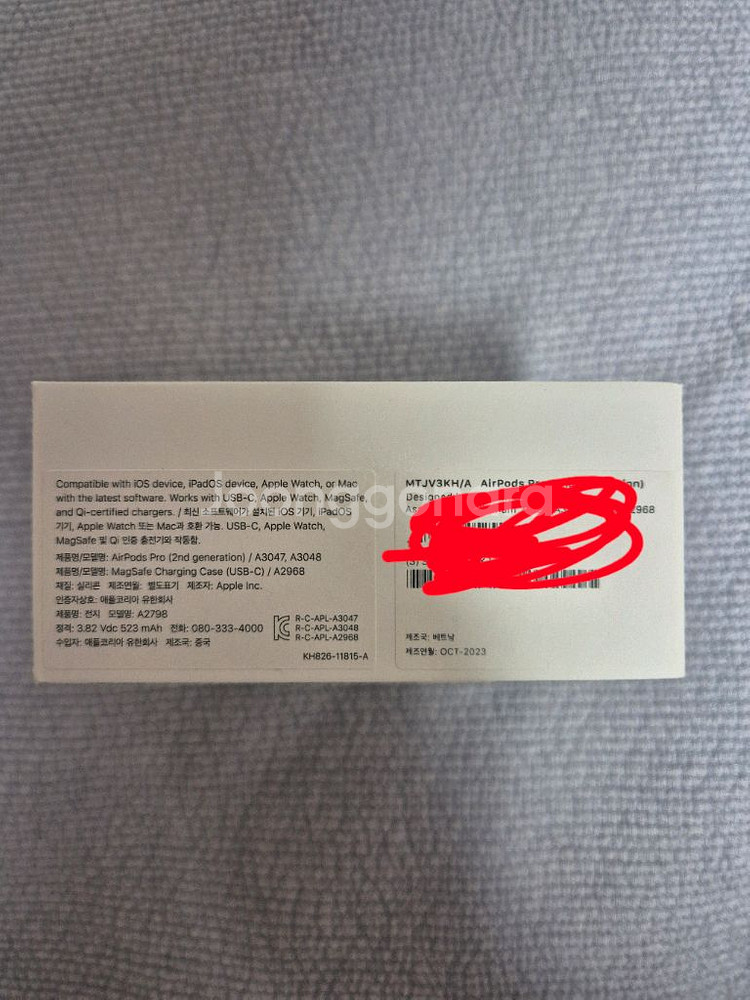 Compatible with iOS device, iPadOS device, Apple Watch, or Mac
with the latest software. Works with USB-C, Apple Watch, MagSafe,
and Qi-certified chargers. / 최신 소프트웨어가 설치된 iOS 기기, iPadOS
기기, Apple Watch 또는 Mac과 호환 가능. USB-C, Apple Watch,
MagSafe 및 Qi 인증 충전기와 작동함.
제품명/모델명: AirPods Pro (2nd generation) / A3047, A3048
제품명/모델명: MagSafe Charging Case (USB-C) / A2968
재질: 실리콘 제조연월: 별도표기 제조자: Apple Inc.
인증자상호: 애플코리아 유한회사
제품명: 전지 모델명: A2798
정격: 3.82 Vdc 523 mAh 전화: 080-333-4000
수입자: 애플코리아 유한회사 제조국: 중국
R-C-APL-A3047
R-C-APL-A3048
R-C-APL-A2968
KH826-11815-A
MTJV3KH/A AirPods
Designed
2968
제조국: 베트남
제조연월: OCT-2023
joonggonara